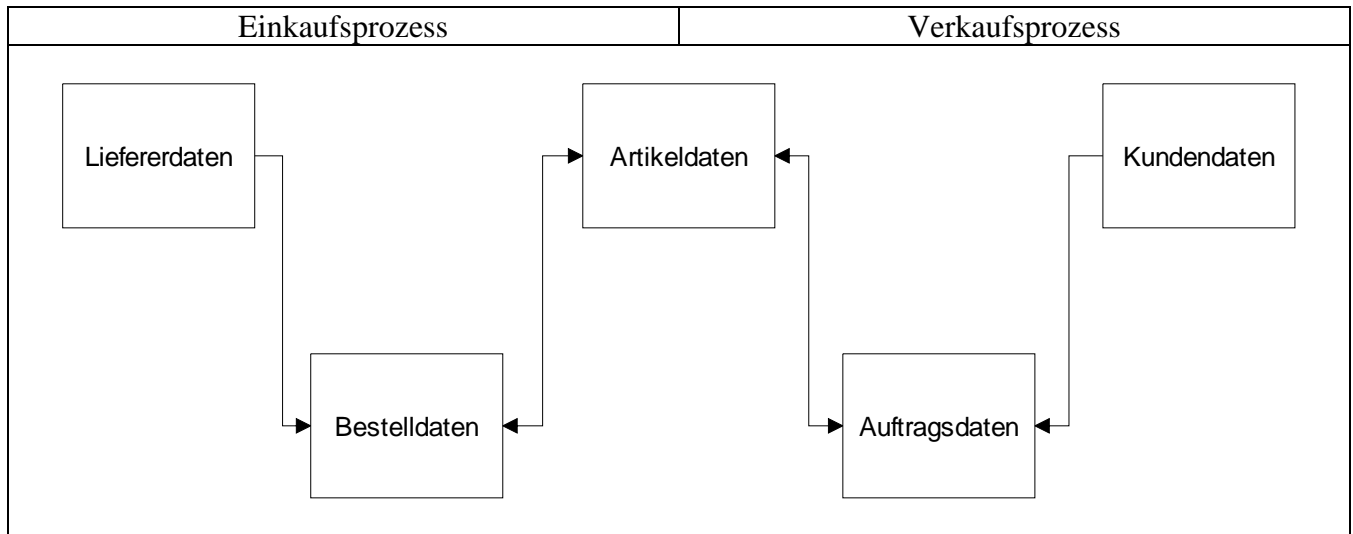 Einkaufsprozess
Verkaufsprozess
Liefererdaten
Artikeldaten
Kundendaten
Bestelldaten
Auftragsdaten